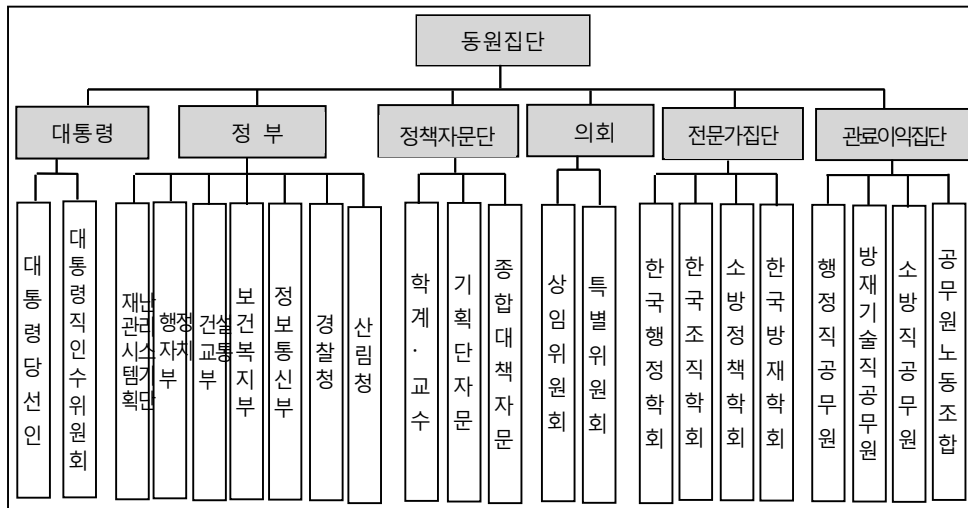 동원집단
대통령
정 부
정책자문단
의회
전문가집단
관료이익집단
대통령당선인
대통령직인수위원회
재난관리시스템기획단
행정자치부
건설교통부
보건복지부
정보통신부
경찰청
산림청
학계·교수
기획단자문
종합대책자문
상임위원회
특별위원회
한국행정학회
한국조직학회
소방정책학회
한국방재학회
행정직공무원
방재기술직공무원
소방직공무원
공무원노동조합